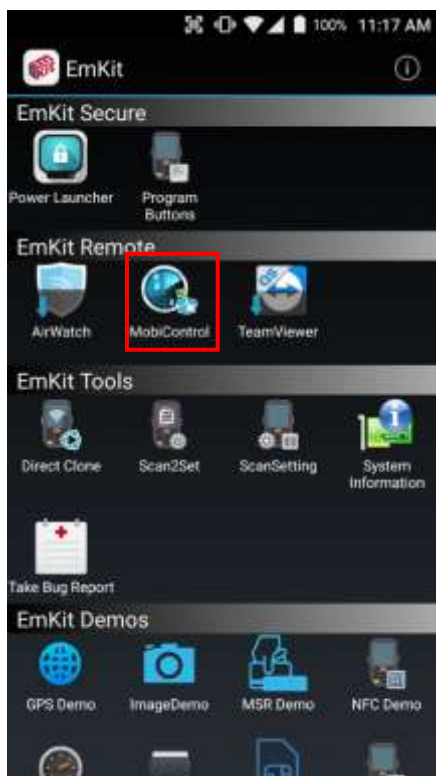 100% 11:17 AM
EmKit
EmKit Secure
Power Launcher Program Buttons
EmKit Remote
AirWatch MobiControl TeamViewer
EmKit Tools
Direct Clone Scan2Set ScanSetting System Information
Take Bug Report
EmKit Demos
GPS Demo ImageDemo MSR Demo NFC Demo